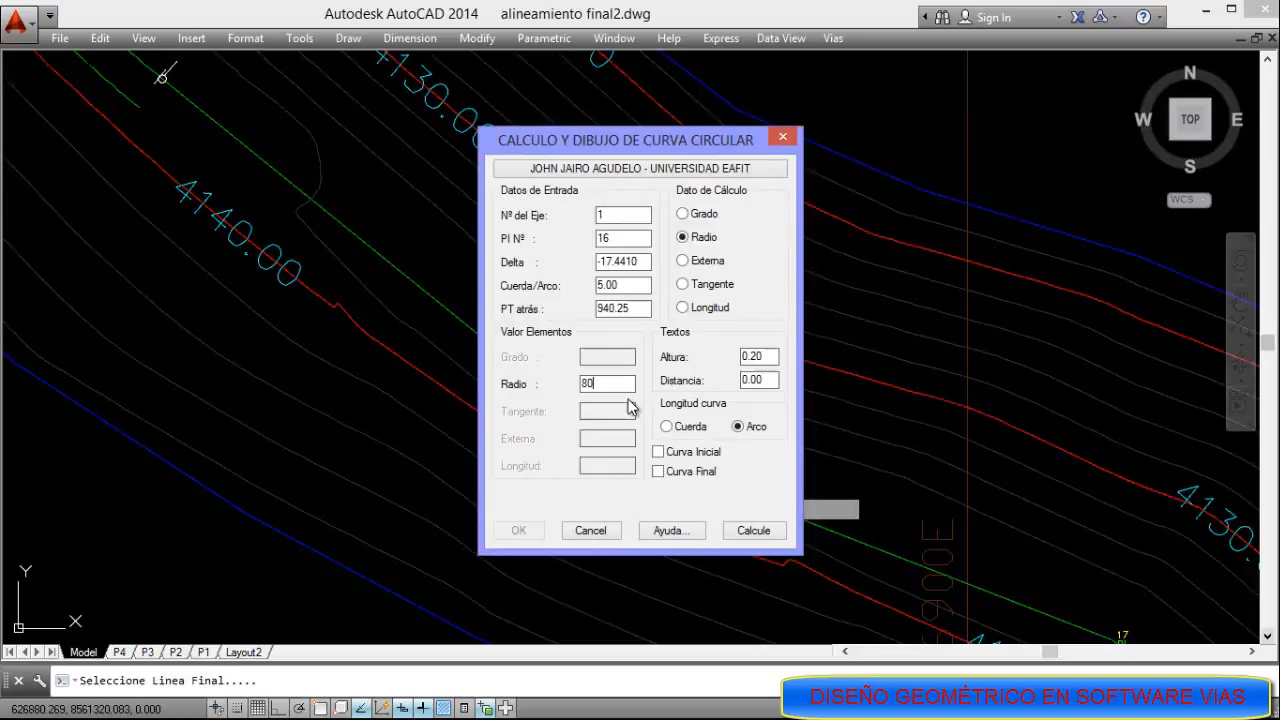 Autodesk AutoCAD 2014 alineamiento final2.dwg
Sign In
File Edit View Insert Format Tools Draw Dimension Modify Parametric Window Help Express Data View Vias
4130.00
4140.00
N
W TOP E
S
WCS
CALCULO Y DIBUJO DE CURVA CIRCULAR
JOHN JAIRO AGUDELO - UNIVERSIDAD EAFIT
Datos de Entrada
Nº del Eje: 1
PI Nº : 16
Delta : -17.4410
Cuerda/Arco: 5.00
PT atrás : 940.25
Dato de Cálculo
Grado
Radio
Externa
Tangente
Longitud
Valor Elementos
Grado :
Radio : 80
Tangente:
Externa :
Longitud:
Textos
Altura: 0.20
Distancia: 0.00
Longitud curva
Cuerda Arco
Curva Inicial
Curva Final
OK Cancel Ayuda... Calcule
4130.0
900E
17
Y
X
Model P4 P3 P2 P1 Layout2
Seleccione Linea Final.....
626880.269, 8561320.093, 0.000
DISEÑO GEOMÉTRICO EN SOFTWARE VIAS